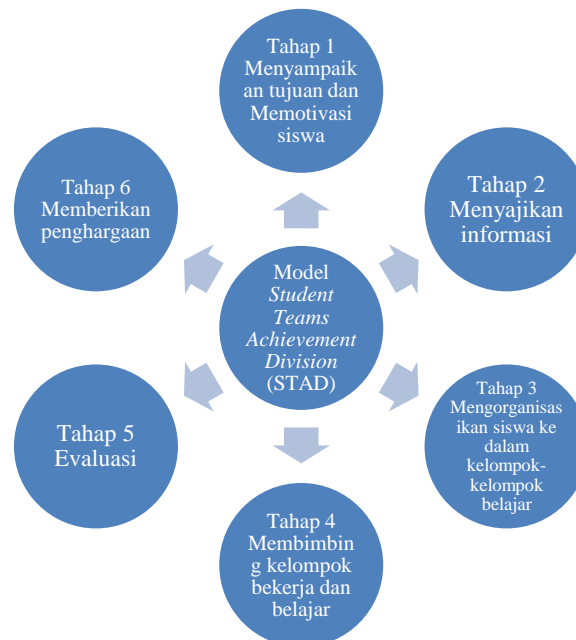 Tahap 1
Menyampaik
an tujuan dan
Memotivasi
siswa
Tahap 2
Menyajikan
informasi
Tahap 3
Mengorganisas
ikan siswa ke
dalam
kelompok-
kelompok
belajar
Tahap 4
Membimbin
g kelompok
bekerja dan
belajar
Tahap 5
Evaluasi
Tahap 6
Memberikan
penghargaan
Model
Student
Teams
Achievement
Division
(STAD)